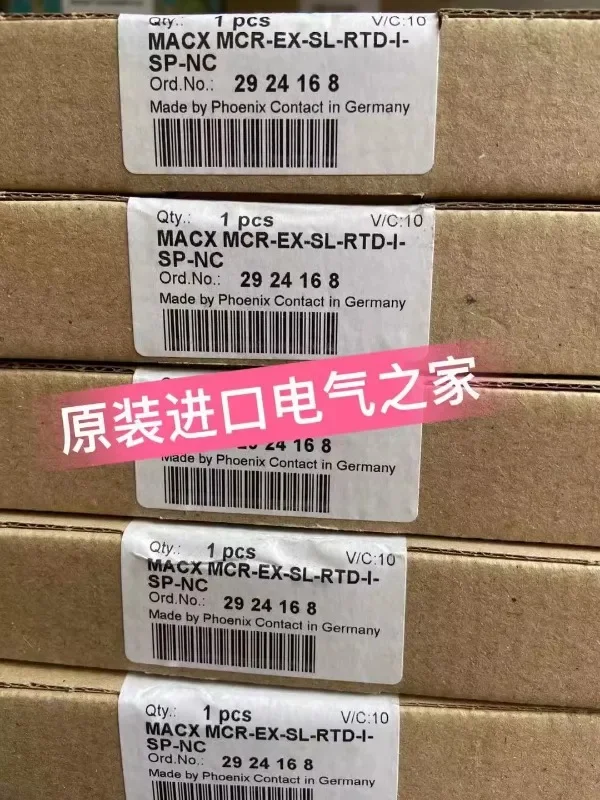 Qty.: 1 pcs V/C:10
MACX MCR-EX-SL-RTD-I-
SP-NC
Ord.No.: 29 24 16 8
Made by Phoenix Contact in Germany
Qty.: 1 pcs V/C:10
MACX MCR-EX-SL-RTD-I-
SP-NC
Ord.No.: 29 24 16 8
Made by Phoenix Contact in Germany
原装进口电气之家
24 16 8
Made by Phoenix Contact in Germany
Qty.: 1 pcs V/C:10
MACX MCR-EX-SL-RTD-I-
SP-NC
Ord.No.: 29 24 16 8
Made by Phoenix Contact in Germany
Qty.: 1 pcs V/C:10
MACX MCR-EX-SL-RTD-I-
SP-NC
Ord.No.: 29 24 16 8
Made by Phoenix Contact in Germany